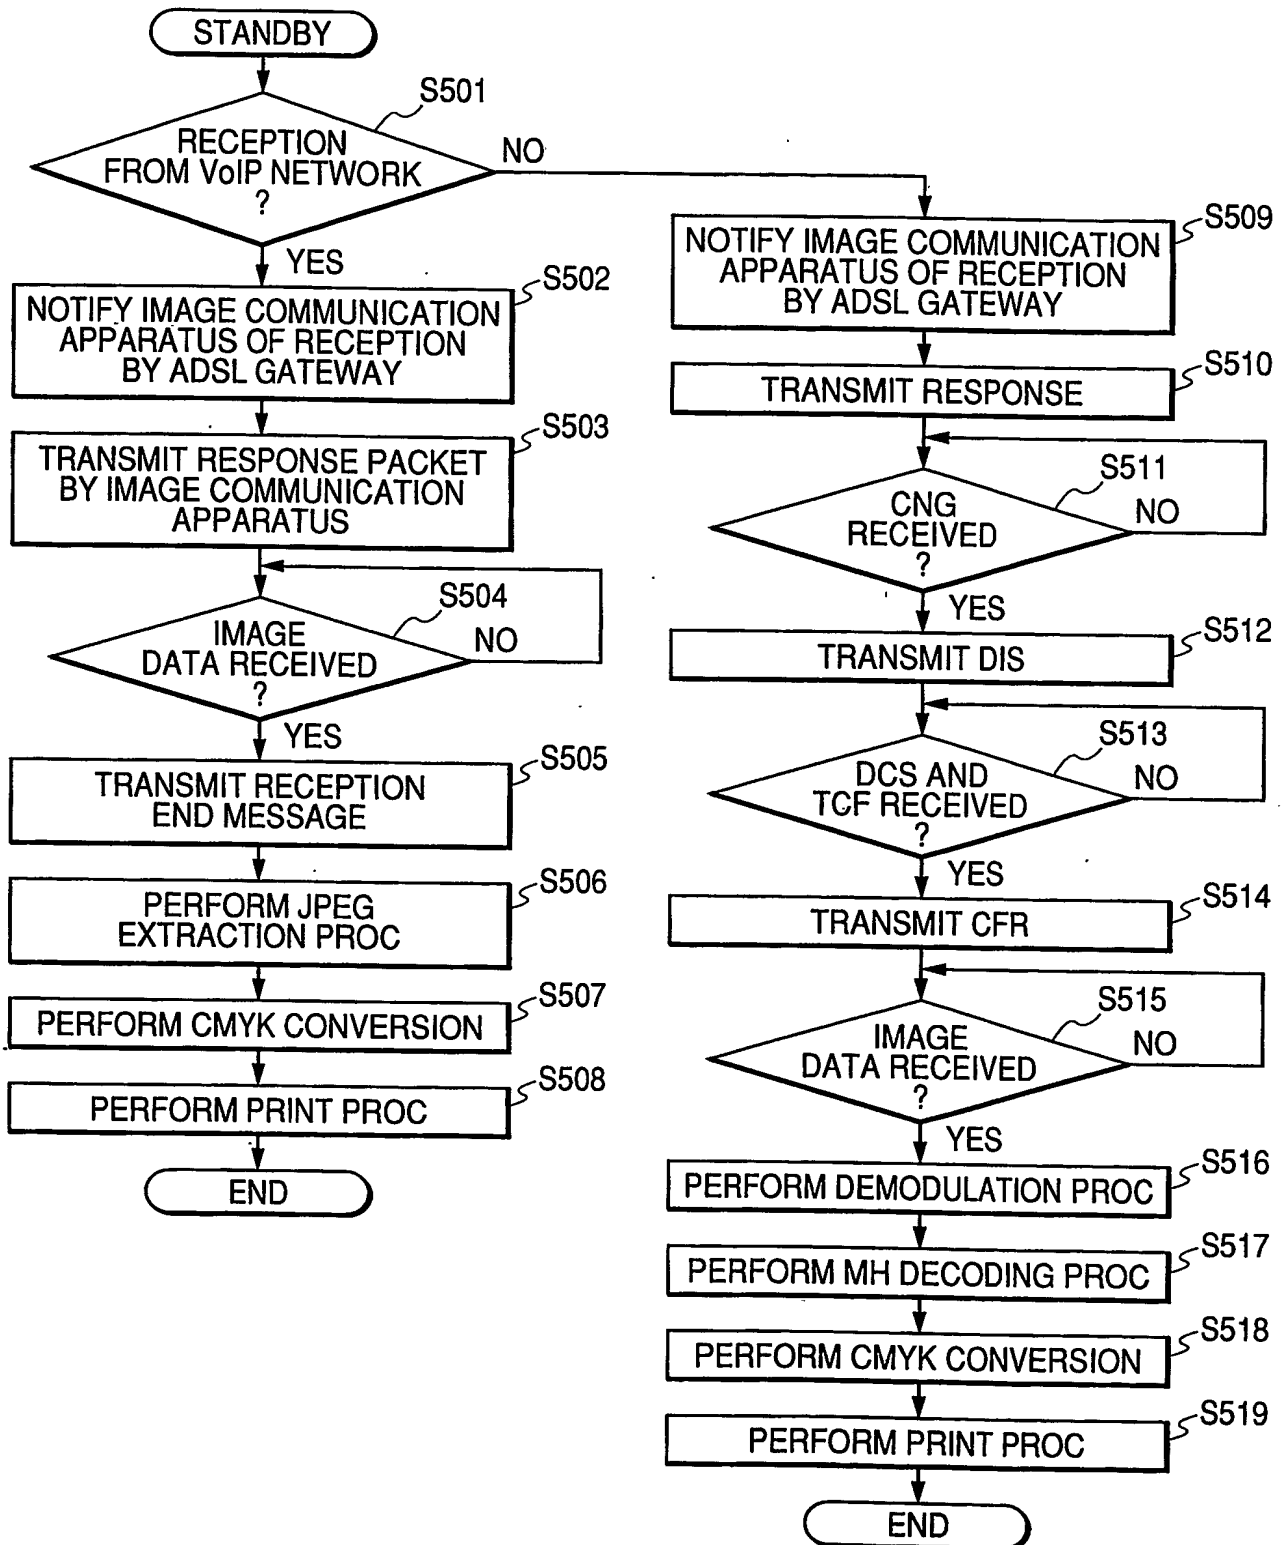 STANDBY
S501
RECEPTION
FROM VoIP NETWORK
?
NO
YES
S502
NOTIFY IMAGE COMMUNICATION
APPARATUS OF RECEPTION
BY ADSL GATEWAY
S503
TRANSMIT RESPONSE PACKET
BY IMAGE COMMUNICATION
APPARATUS
S504
IMAGE
DATA RECEIVED
?
NO
YES
S505
TRANSMIT RECEPTION
END MESSAGE
S506
PERFORM JPEG
EXTRACTION PROC
S507
PERFORM CMYK CONVERSION
S508
PERFORM PRINT PROC
END
S509
NOTIFY IMAGE COMMUNICATION
APPARATUS OF RECEPTION
BY ADSL GATEWAY
S510
TRANSMIT RESPONSE
S511
CNG
RECEIVED
?
NO
YES
S512
TRANSMIT DIS
S513
DCS AND
TCF RECEIVED
?
NO
YES
S514
TRANSMIT CFR
S515
IMAGE
DATA RECEIVED
?
NO
YES
S516
PERFORM DEMODULATION PROC
S517
PERFORM MH DECODING PROC
S518
PERFORM CMYK CONVERSION
S519
PERFORM PRINT PROC
END